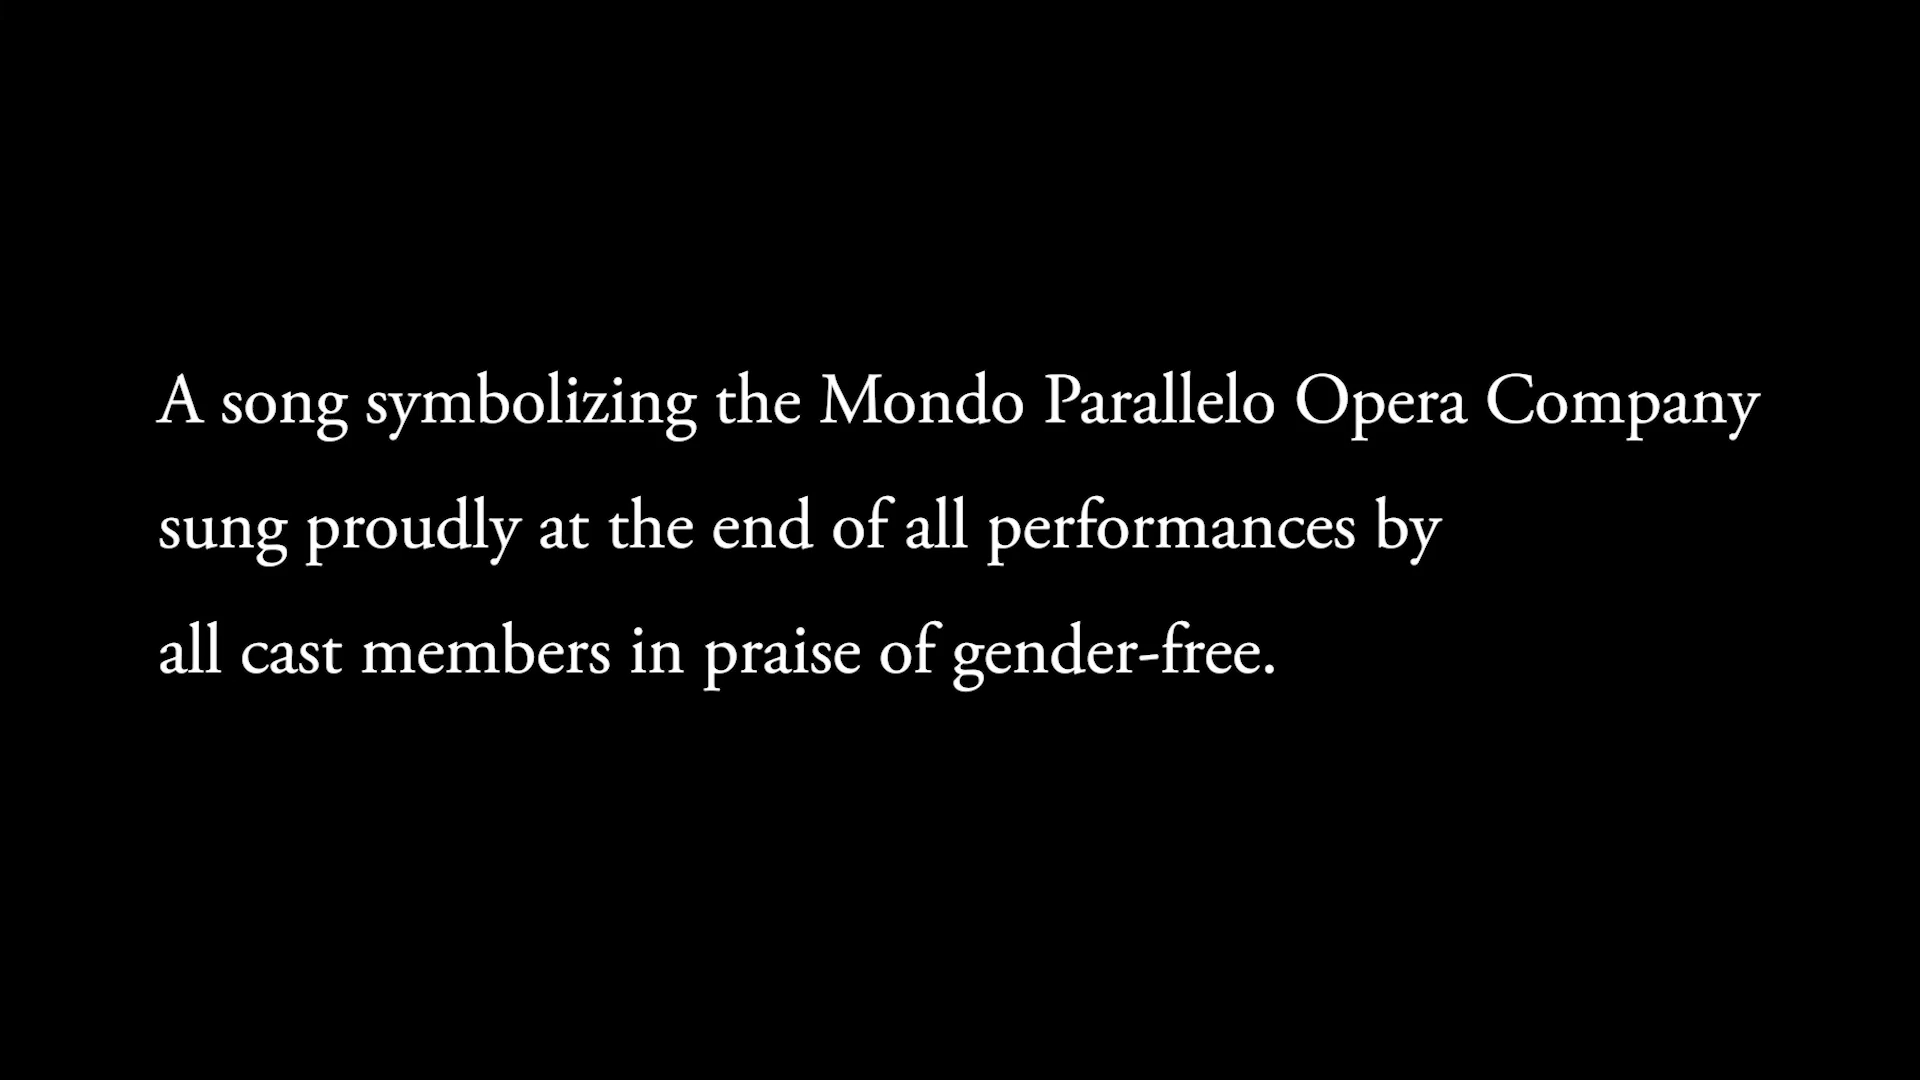 A song symbolizing the Mondo Parallelo Opera Company
sung proudly at the end of all performances by
all cast members in praise of gender-free.